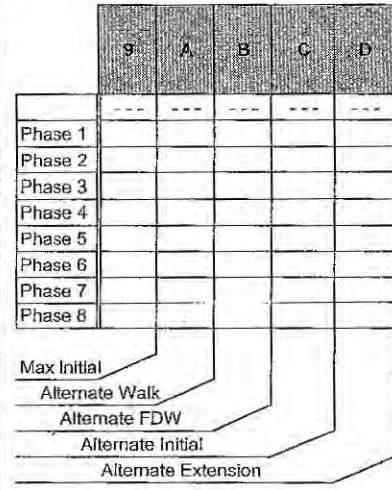 9 A B C D
--- --- --- --- ---
Phase 1
Phase 2
Phase 3
Phase 4
Phase 5
Phase 6
Phase 7
Phase 8
Max Initial
Alternate Walk
Alternate FDW
Alternate Initial
Alternate Extension